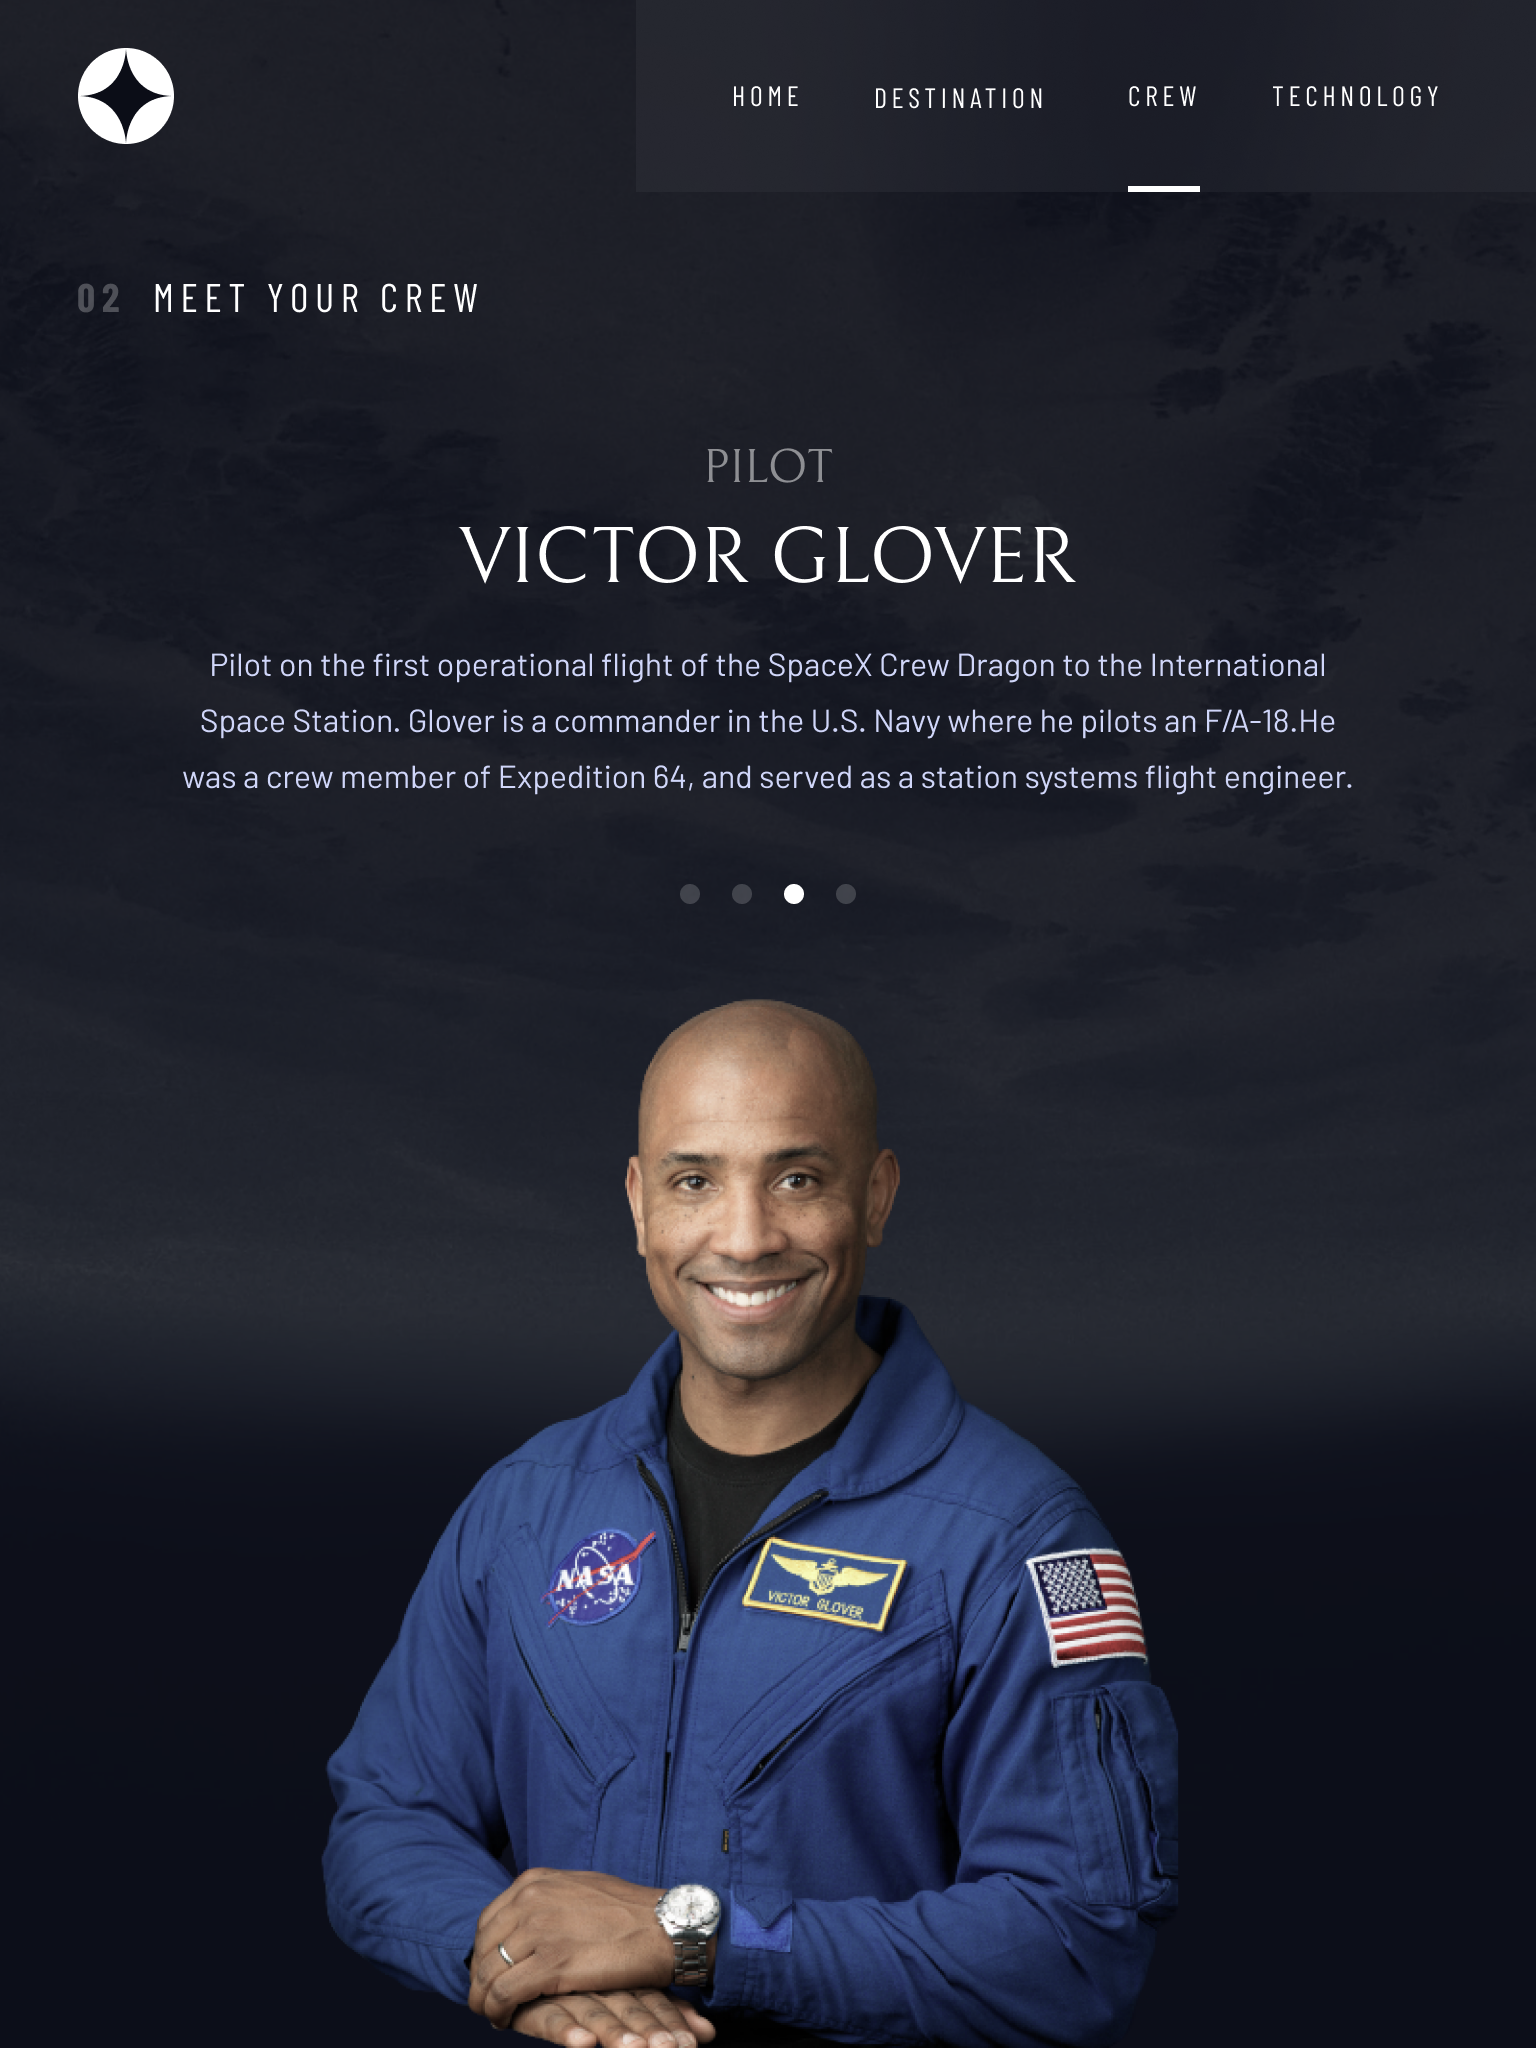 HOME DESTINATION CREW TECHNOLOGY
02 MEET YOUR CREW
PILOT
VICTOR GLOVER
Pilot on the first operational flight of the SpaceX Crew Dragon to the International
Space Station. Glover is a commander in the U.S. Navy where he pilots an F/A-18.He
was a crew member of Expedition 64, and served as a station systems flight engineer.
NASA
VICTOR GLOVER